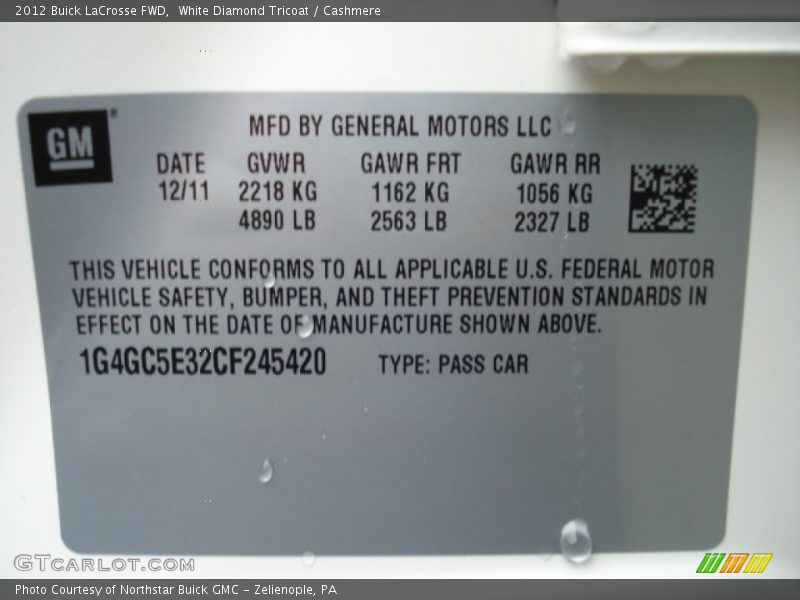 2012 Buick LaCrosse FWD, White Diamond Tricoat / Cashmere
GM®
MFD BY GENERAL MOTORS LLC
DATE GVWR GAWR FRT GAWR RR
12/11 2218 KG 1162 KG 1056 KG
4890 LB 2563 LB 2327 LB
THIS VEHICLE CONFORMS TO ALL APPLICABLE U.S. FEDERAL MOTOR
VEHICLE SAFETY, BUMPER, AND THEFT PREVENTION STANDARDS IN
EFFECT ON THE DATE OF MANUFACTURE SHOWN ABOVE.
1G4GC5E32CF245420 TYPE: PASS CAR
GTCARLOT.COM
Photo Courtesy of Northstar Buick GMC - Zelienople, PA